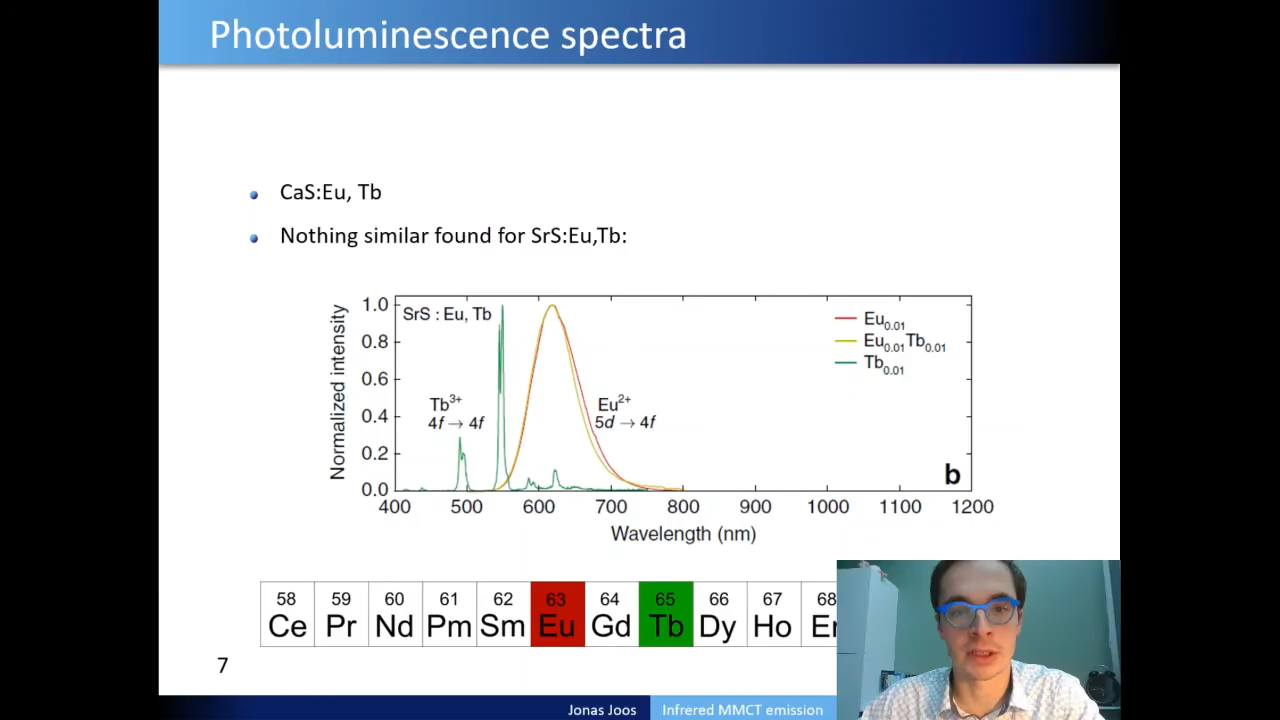 Photoluminescence spectra
CaS:Eu, Tb
Nothing similar found for SrS:Eu,Tb:
Normalized intensity
1.0
0.8
0.6
0.4
0.2
0.0
SrS : Eu, Tb
Tb3+
4f → 4f
Eu2+
5d → 4f
Eu0.01
Eu0.01Tb0.01
Tb0.01
b
400 500 600 700 800 900 1000 1100 1200
Wavelength (nm)
58 59 60 61 62 63 64 65 66 67 68
Ce Pr Nd Pm Sm Eu Gd Tb Dy Ho Er
7
Jonas Joos
Infrered MMCT emission